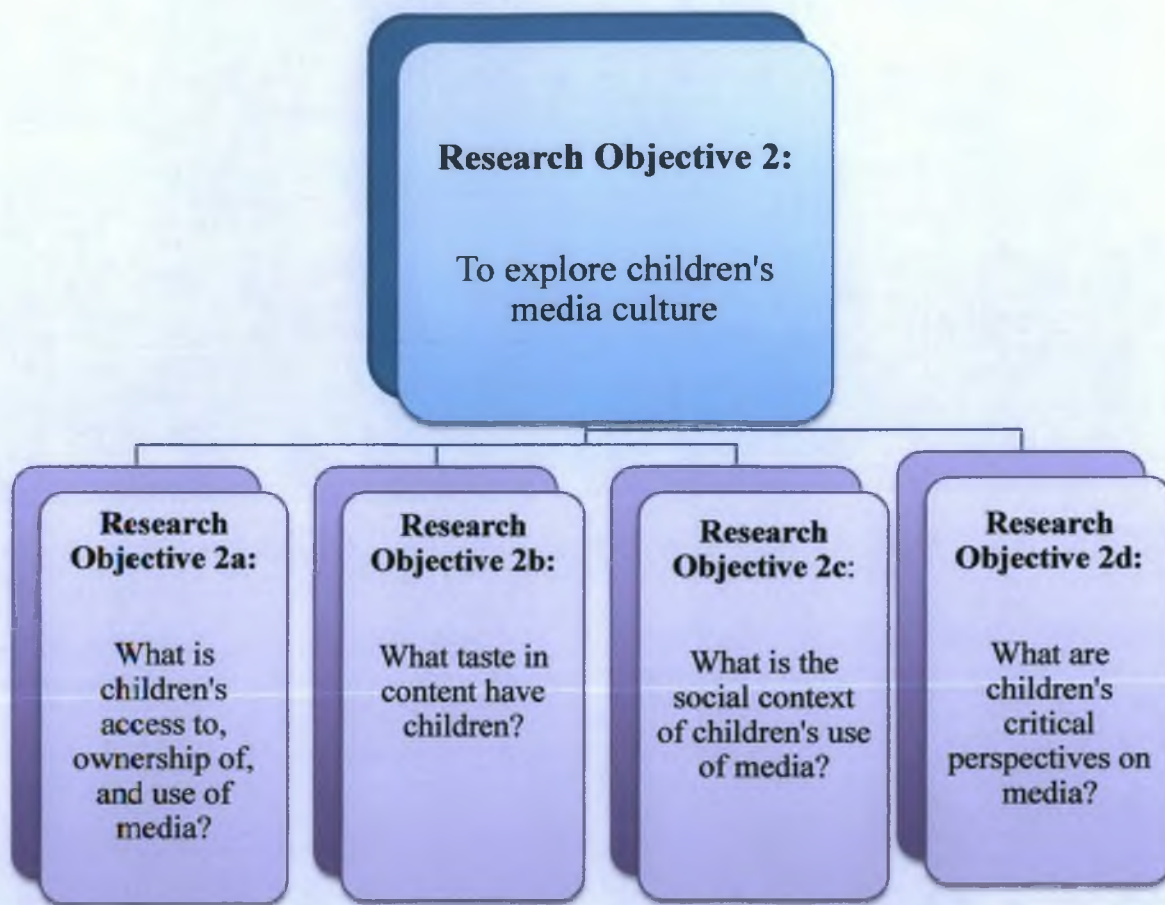 Research Objective 2:
To explore children's
media culture
Research
Objective 2a:
What is
children's
access to,
ownership of,
and use of
media?
Research
Objective 2b:
What taste in
content have
children?
Research
Objective 2c:
What is the
social context
of children's use
of media?
Research
Objective 2d:
What are
children's
critical
perspectives on
media?